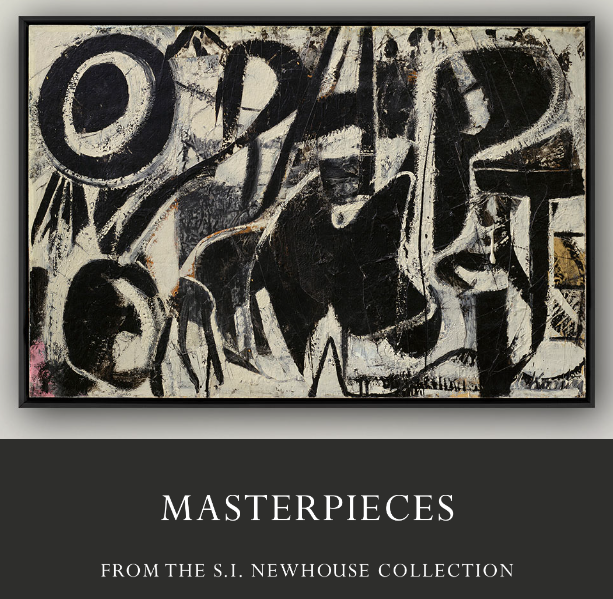 MASTERPIECES
FROM THE S.I. NEWHOUSE COLLECTION